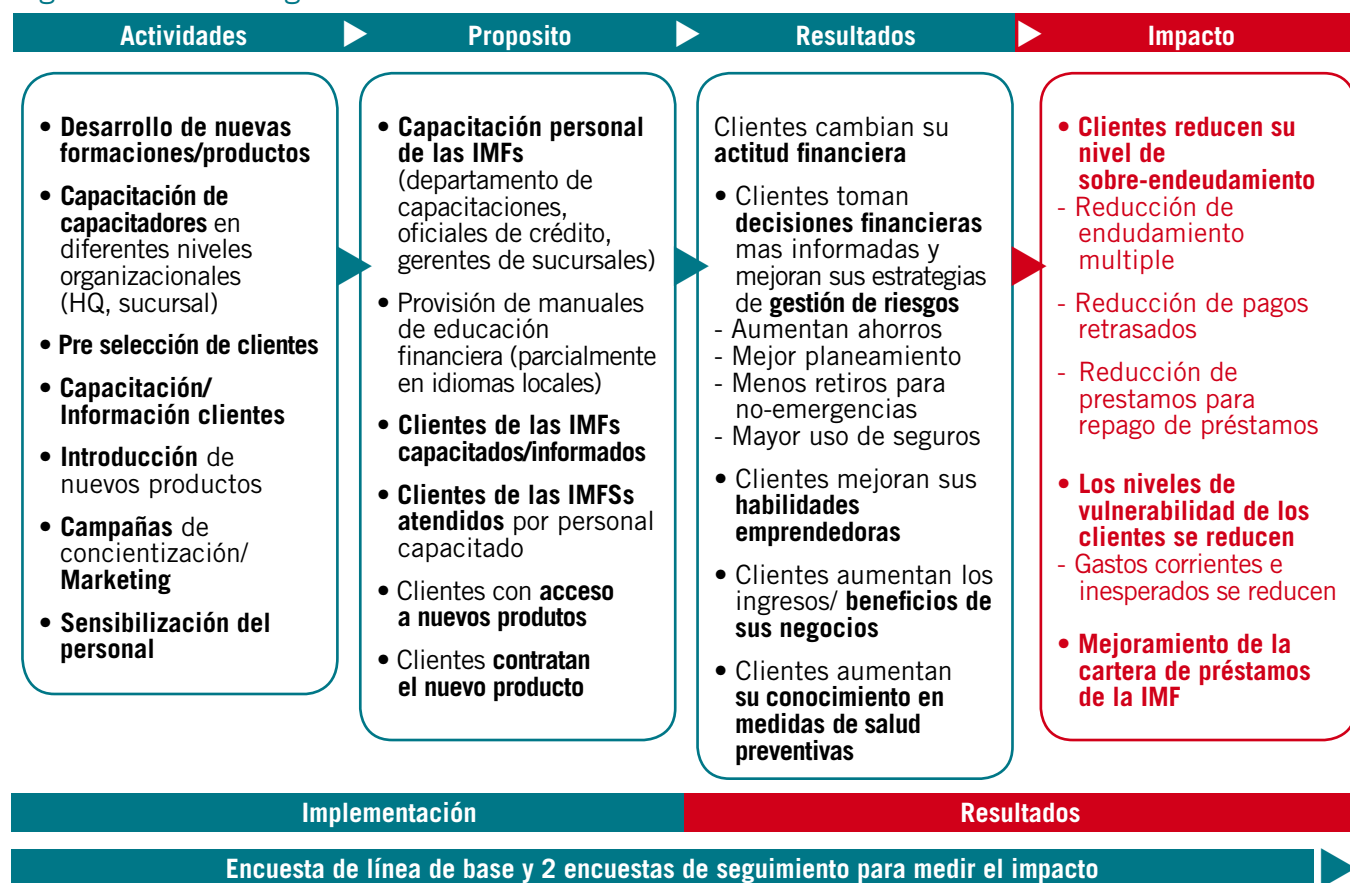 Actividades
Proposito
Resultados
Impacto
• Desarrollo de nuevas
formaciones/productos
• Capacitación de
capacitadores en
diferentes niveles
organizacionales
(HQ, sucursal)
• Pre selección de clientes
• Capacitación/
Información clientes
• Introducción de
nuevos productos
• Campañas de
concientización/
Marketing
• Sensibilización del
personal
• Capacitación personal
de las IMFs
(departamento de
capacitaciones,
oficiales de crédito,
gerentes de sucursales)
• Provisión de manuales
de educación
financiera (parcialmente
en idiomas locales)
• Clientes de las IMFs
capacitados/informados
• Clientes de las IMFSs
atendidos por personal
capacitado
• Clientes con acceso
a nuevos produtos
• Clientes contratan
el nuevo producto
Clientes cambian su
actitud financiera
• Clientes toman
decisiones financieras
mas informadas y
mejoran sus estrategias
de gestión de riesgos
- Aumentan ahorros
- Mejor planeamiento
- Menos retiros para
no-emergencias
- Mayor uso de seguros
• Clientes mejoran sus
habilidades
emprendedoras
• Clientes aumentan los
ingresos/ beneficios de
sus negocios
• Clientes aumentan
su conocimiento en
medidas de salud
preventivas
• Clientes reducen su
nivel de
sobre-endeudamiento
- Reducción de
endudamiento
multiple
- Reducción de pagos
retrasados
- Reducción de
prestamos para
repago de préstamos
• Los niveles de
vulnerabilidad de los
clientes se reducen
- Gastos corrientes e
inesperados se reducen
• Mejoramiento de la
cartera de préstamos
de la IMF
Implementación
Resultados
Encuesta de línea de base y 2 encuestas de seguimiento para medir el impacto